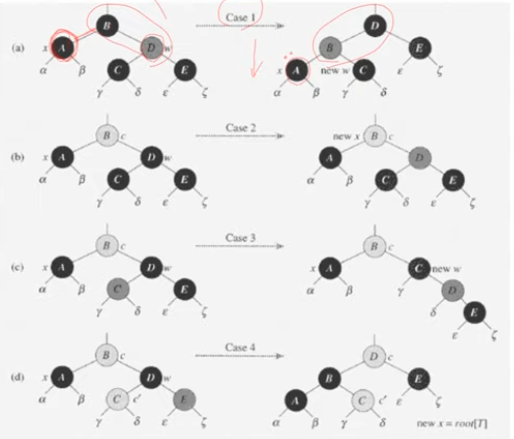 Case 1
(a) x A B D w C E α β γ δ ε ζ
x A B D new w C E α β γ δ ε ζ
Case 2
(b) x A B c D w C E α β γ δ ε ζ
A new x B c D C E α β γ δ ε ζ
Case 3
(c) x A B c D w C E α β γ δ ε ζ
x A B c C new w D E α β γ δ ε ζ
Case 4
(d) x A B c D w C c' E α β γ δ ε ζ
A B D c C c' E α β γ δ ε ζ
new x = root[T]